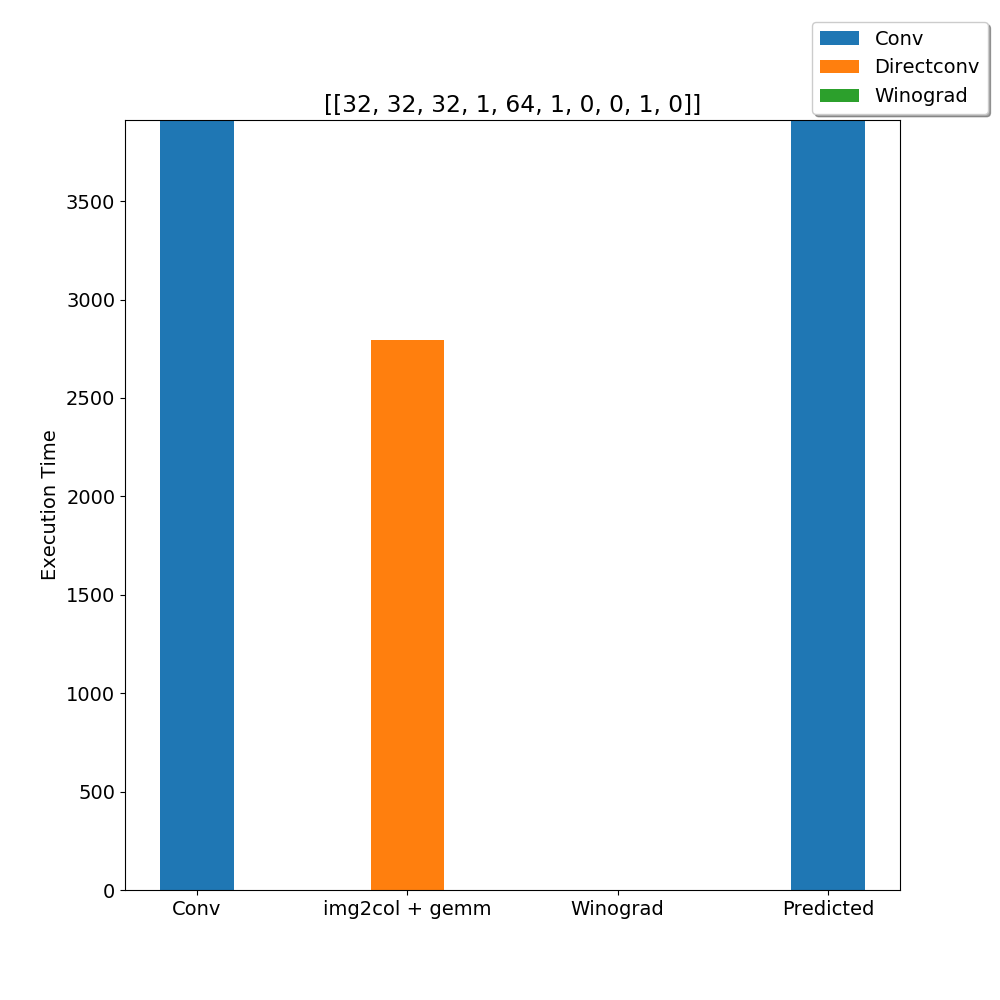 Conv
Directconv
Winograd
[[32, 32, 32, 1, 64, 1, 0, 0, 1, 0]]
3500
3000
2500
2000
1500
1000
500
0
Execution Time
Conv img2col + gemm Winograd Predicted